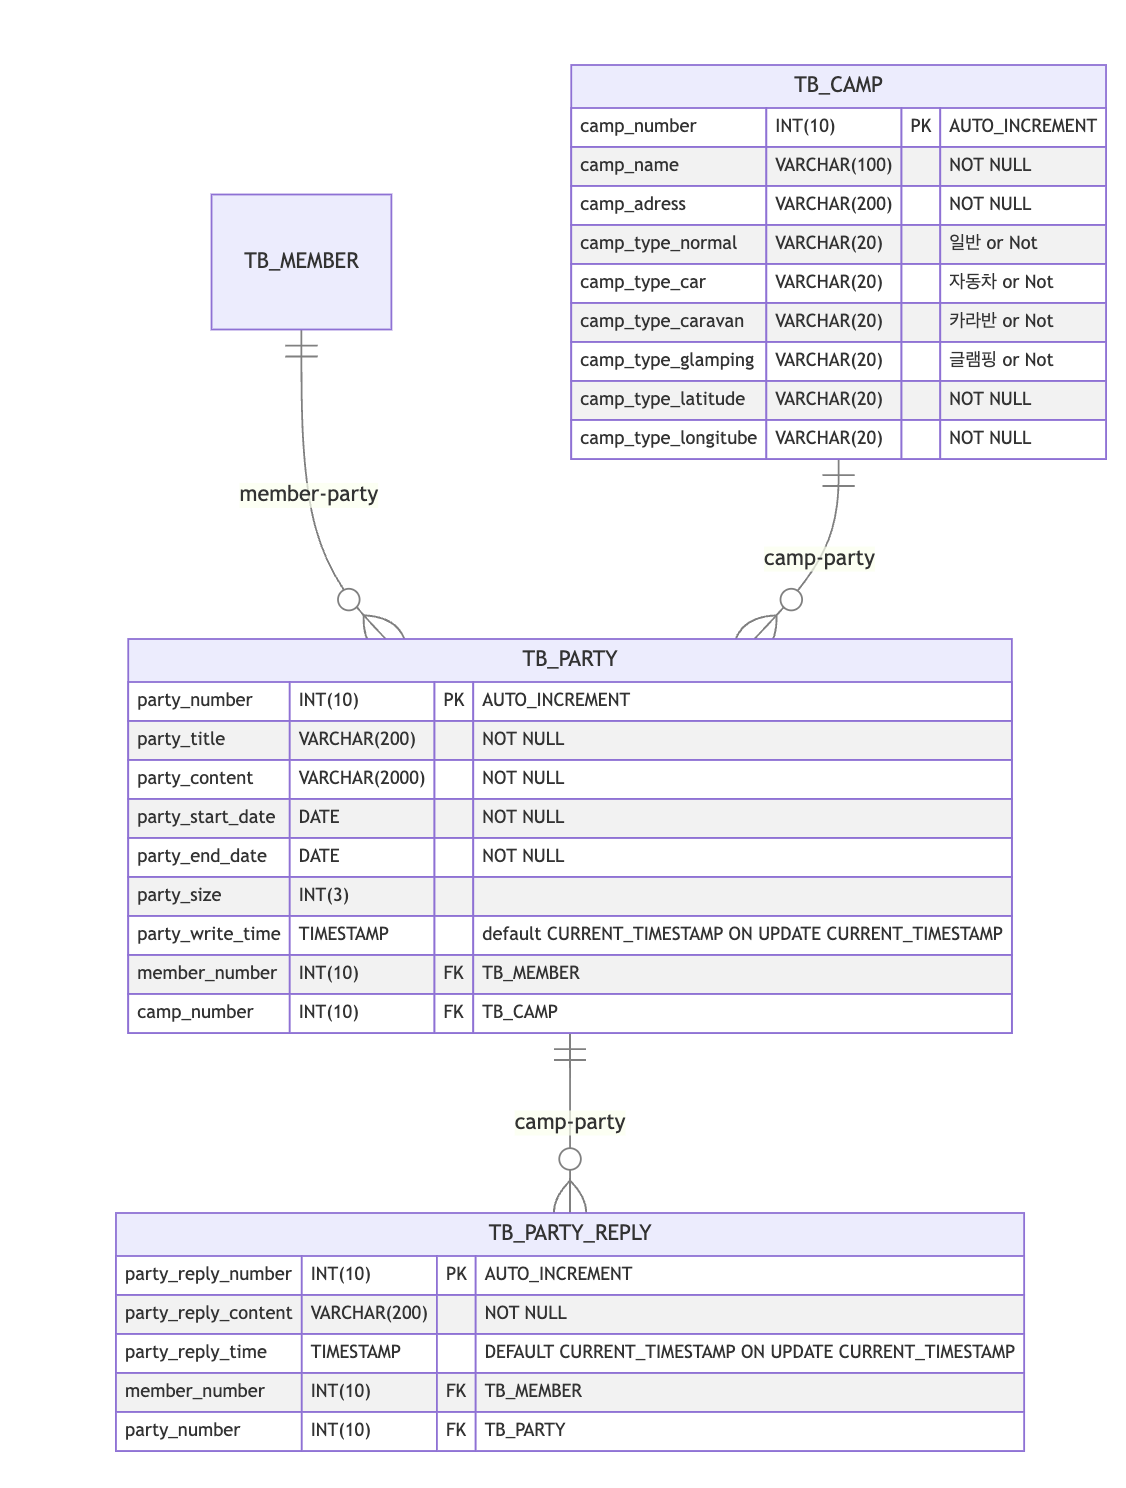 TB_CAMP
camp_number INT(10) PK AUTO_INCREMENT
camp_name VARCHAR(100) NOT NULL
camp_adress VARCHAR(200) NOT NULL
camp_type_normal VARCHAR(20) 일반 or Not
camp_type_car VARCHAR(20) 자동차 or Not
camp_type_caravan VARCHAR(20) 카라반 or Not
camp_type_glamping VARCHAR(20) 글램핑 or Not
camp_type_latitude VARCHAR(20) NOT NULL
camp_type_longitube VARCHAR(20) NOT NULL
TB_MEMBER
member-party
camp-party
TB_PARTY
party_number INT(10) PK AUTO_INCREMENT
party_title VARCHAR(200) NOT NULL
party_content VARCHAR(2000) NOT NULL
party_start_date DATE NOT NULL
party_end_date DATE NOT NULL
party_size INT(3)
party_write_time TIMESTAMP default CURRENT_TIMESTAMP ON UPDATE CURRENT_TIMESTAMP
member_number INT(10) FK TB_MEMBER
camp_number INT(10) FK TB_CAMP
camp-party
TB_PARTY_REPLY
party_reply_number INT(10) PK AUTO_INCREMENT
party_reply_content VARCHAR(200) NOT NULL
party_reply_time TIMESTAMP DEFAULT CURRENT_TIMESTAMP ON UPDATE CURRENT_TIMESTAMP
member_number INT(10) FK TB_MEMBER
party_number INT(10) FK TB_PARTY